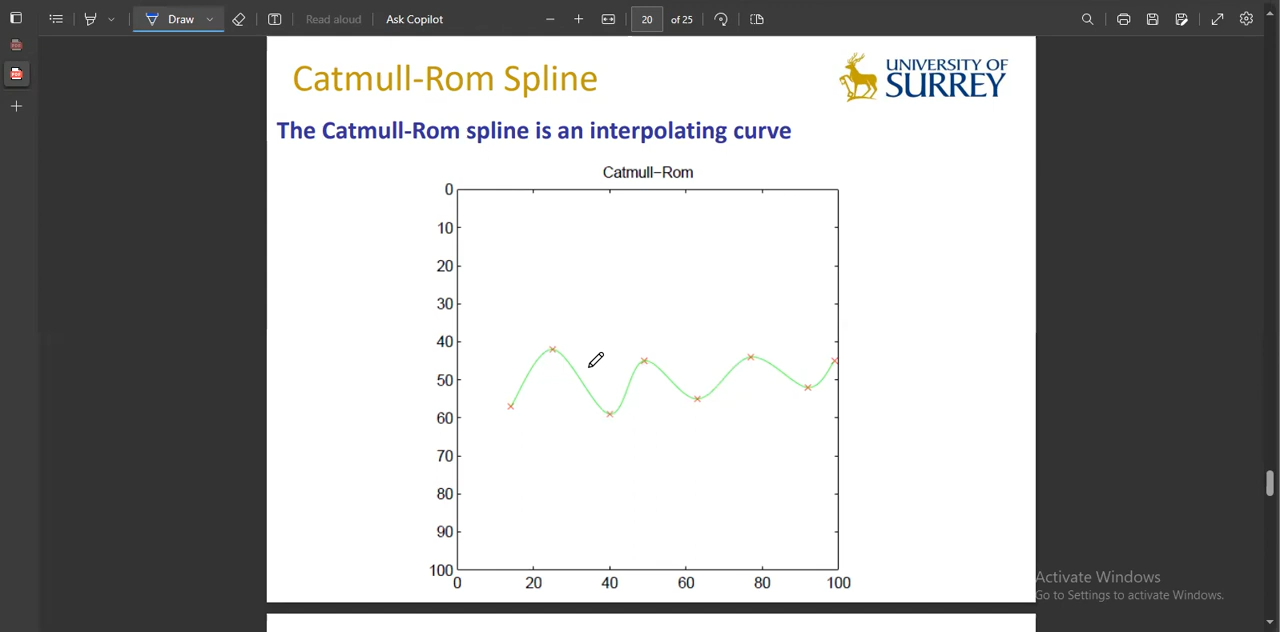 Draw
Read aloud
Ask Copilot
20
of 25
Catmull-Rom Spline
UNIVERSITY OF
SURREY
The Catmull-Rom spline is an interpolating curve
Catmull−Rom
0
10
20
30
40
50
60
70
80
90
100
0 20 40 60 80 100
Activate Windows
Go to Settings to activate Windows.